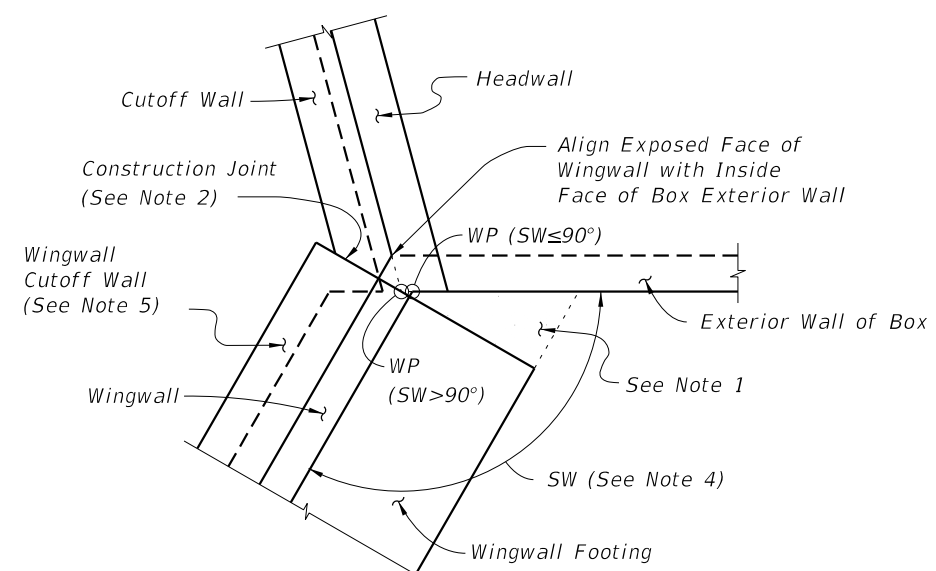 Headwall
Cutoff Wall
Align Exposed Face of
Wingwall with Inside
Face of Box Exterior Wall
Construction Joint
(See Note 2)
WP (SW≤90°)
Wingwall
Cutoff Wall
(See Note 5)
Exterior Wall of Box
WP
(SW>90°)
See Note 1
Wingwall
SW (See Note 4)
Wingwall Footing